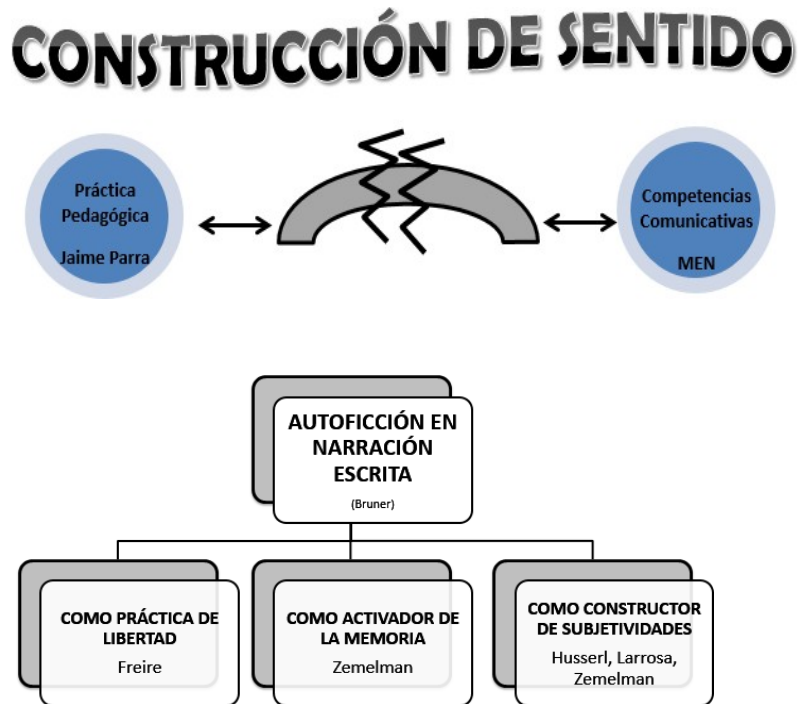 CONSTRUCCIÓN DE SENTIDO
Práctica
Pedagógica
Jaime Parra
Competencias
Comunicativas
MEN
AUTOFICCIÓN EN
NARRACIÓN
ESCRITA
(Bruner)
COMO PRÁCTICA DE
LIBERTAD
Freire
COMO ACTIVADOR DE
LA MEMORIA
Zemelman
COMO CONSTRUCTOR
DE SUBJETIVIDADES
Husserl, Larrosa,
Zemelman